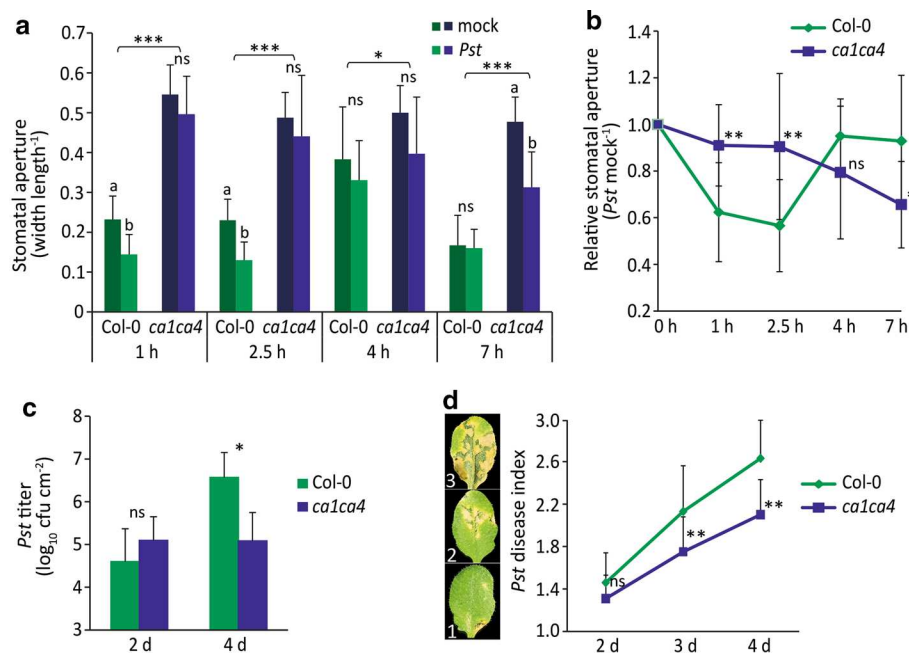 a
Stomatal aperture
(width length-1)
0.7
0.6
0.5
0.4
0.3
0.2
0.1
0
mock
Pst
***
ns
***
ns
*
ns
***
a
a
b
a
b
ns
ns
b
Col-0 ca1ca4 Col-0 ca1ca4 Col-0 ca1ca4 Col-0 ca1ca4
1 h 2.5 h 4 h 7 h
b
Relative stomatal aperture
(Pst mock-1)
1.4
1.2
1.0
0.8
0.6
0.4
0.2
Col-0
ca1ca4
**
**
ns
*
0 h 1 h 2.5 h 4 h 7 h
c
Pst titer
(log10 cfu cm-2)
8
7
6
5
4
3
ns
*
Col-0
ca1ca4
2 d 4 d
d
3
2
1
Pst disease index
3.0
2.6
2.2
1.8
1.4
1.0
ns
**
**
Col-0
ca1ca4
2 d 3 d 4 d